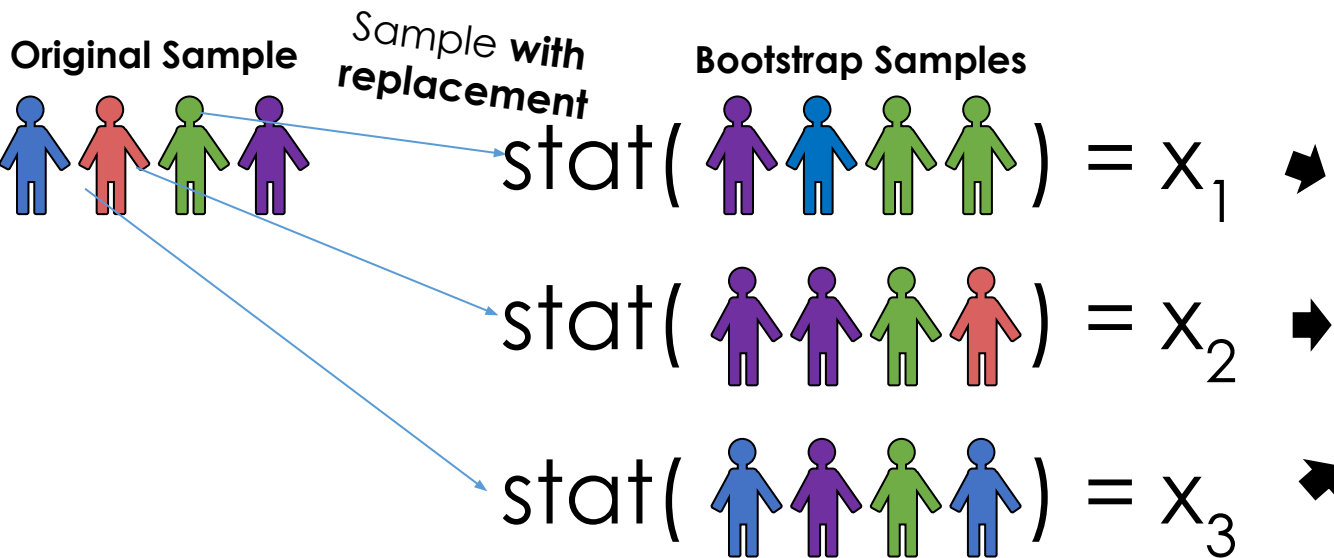 Original Sample
Sample with
replacement
Bootstrap Samples
stat( ) = x₁
stat( ) = x₂
stat( ) = x₃